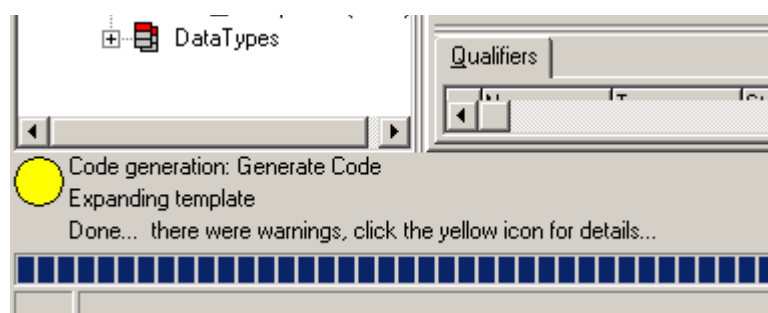 DataTypes
Qualifiers
Code generation: Generate Code
Expanding template
Done... there were warnings, click the yellow icon for details...